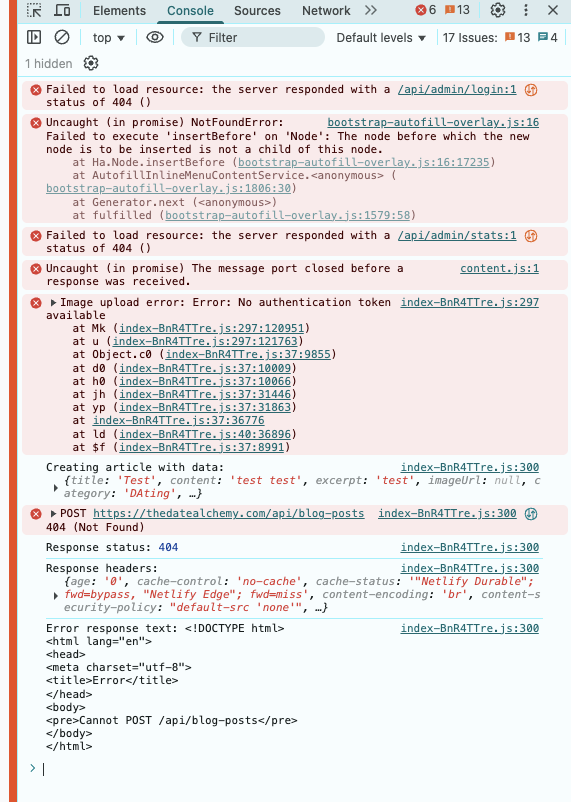 Elements Console Sources Network 6 13
top Filter Default levels 17 Issues: 13 4
1 hidden
Failed to load resource: the server responded with a /api/admin/login:1
status of 404 ()
Uncaught (in promise) NotFoundError: bootstrap-autofill-overlay.js:16
Failed to execute 'insertBefore' on 'Node': The node before which the new
node is to be inserted is not a child of this node.
at Ha.Node.insertBefore (bootstrap-autofill-overlay.js:16:17235)
at AutofillInlineMenuContentService.<anonymous> (
bootstrap-autofill-overlay.js:1806:30)
at Generator.next (<anonymous>)
at fulfilled (bootstrap-autofill-overlay.js:1579:58)
Failed to load resource: the server responded with a /api/admin/stats:1
status of 404 ()
Uncaught (in promise) The message port closed before a content.js:1
response was received.
Image upload error: Error: No authentication token index-BnR4TTre.js:297
available
at Mk (index-BnR4TTre.js:297:120951)
at u (index-BnR4TTre.js:297:121763)
at Object.c0 (index-BnR4TTre.js:37:9855)
at d0 (index-BnR4TTre.js:37:10009)
at h0 (index-BnR4TTre.js:37:10066)
at jh (index-BnR4TTre.js:37:31446)
at yp (index-BnR4TTre.js:37:31863)
at index-BnR4TTre.js:37:36776
at ld (index-BnR4TTre.js:40:36896)
at $f (index-BnR4TTre.js:37:8991)
Creating article with data: index-BnR4TTre.js:300
{title: 'Test', content: 'test test', excerpt: 'test', imageUrl: null, c
ategory: 'DAting', …}
POST https://thedatealchemy.com/api/blog-posts index-BnR4TTre.js:300
404 (Not Found)
Response status: 404 index-BnR4TTre.js:300
Response headers: index-BnR4TTre.js:300
{age: '0', cache-control: 'no-cache', cache-status: '"Netlify Durable";
fwd=bypass, "Netlify Edge"; fwd=miss', content-encoding: 'br', content-s
ecurity-policy: "default-src 'none'", …}
Error response text: <!DOCTYPE html> index-BnR4TTre.js:300
<html lang="en">
<head>
<meta charset="utf-8">
<title>Error</title>
</head>
<body>
<pre>Cannot POST /api/blog-posts</pre>
</body>
</html>